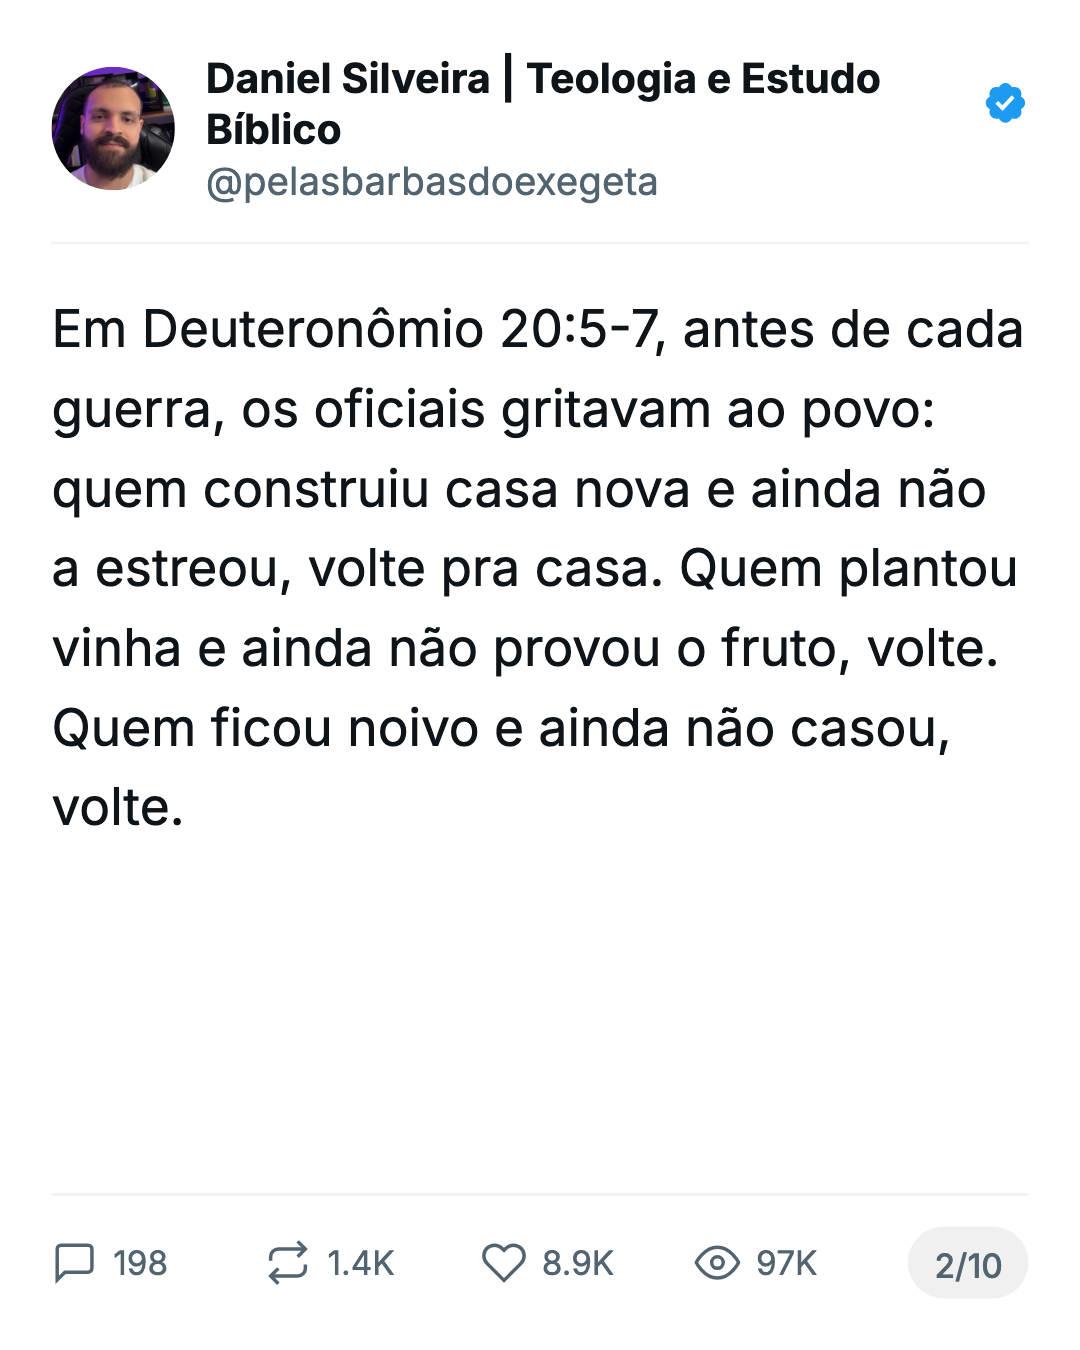 Daniel Silveira | Teologia e Estudo
Bíblico
@pelasbarbasdoexegeta
Em Deuteronômio 20:5-7, antes de cada
guerra, os oficiais gritavam ao povo:
quem construiu casa nova e ainda não
a estreou, volte pra casa. Quem plantou
vinha e ainda não provou o fruto, volte.
Quem ficou noivo e ainda não casou,
volte.
198 1.4K 8.9K 97K 2/10